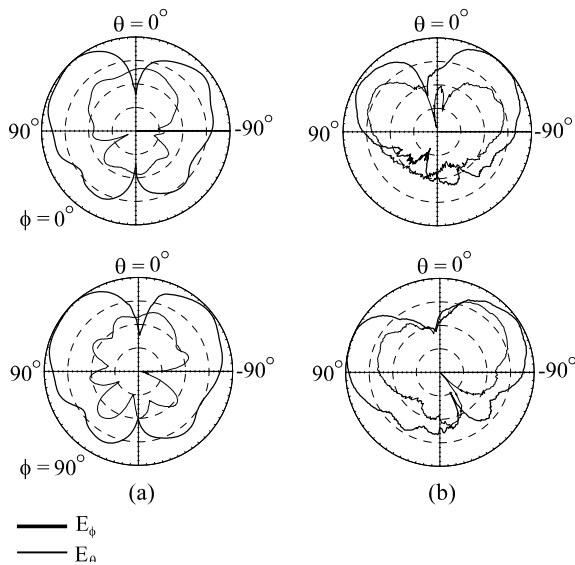 θ = 0° θ = 0°
90° -90° 90° -90°
ϕ = 0°
θ = 0° θ = 0°
90° -90° 90° -90°
ϕ = 90°
(a) (b)
E_ϕ
E_θ